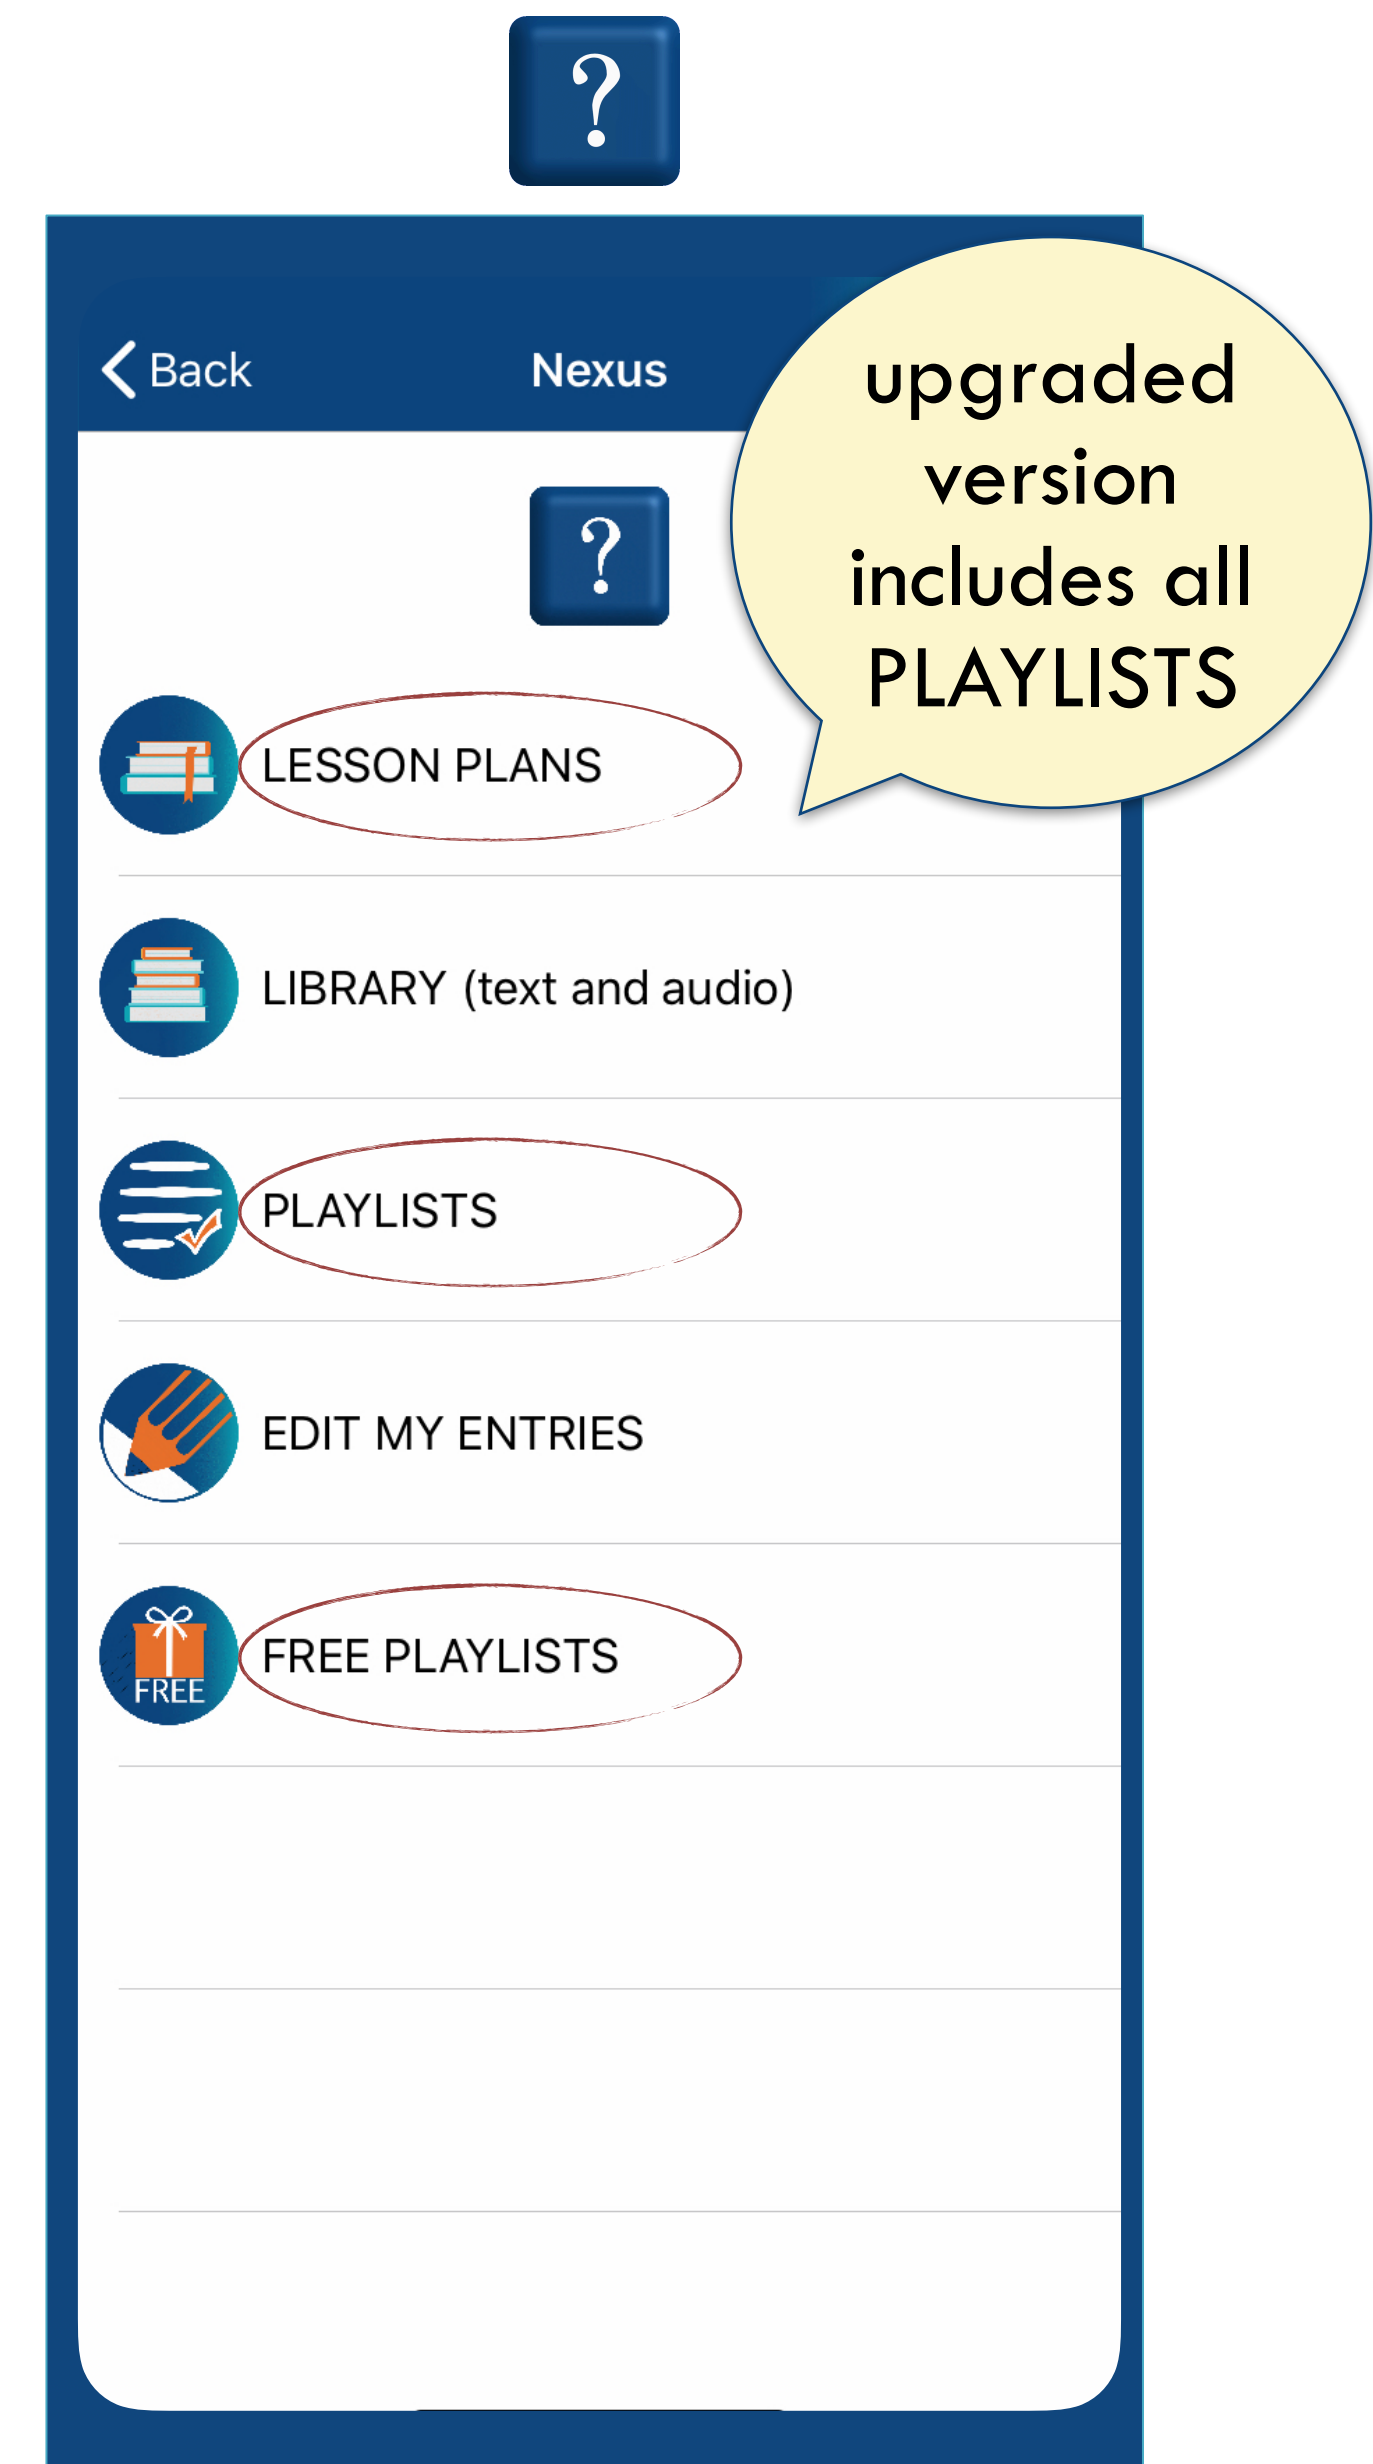 ?
Back
Nexus
upgraded
version
includes all
PLAYLISTS
?
LESSON PLANS
LIBRARY (text and audio)
PLAYLISTS
EDIT MY ENTRIES
FREE
FREE PLAYLISTS